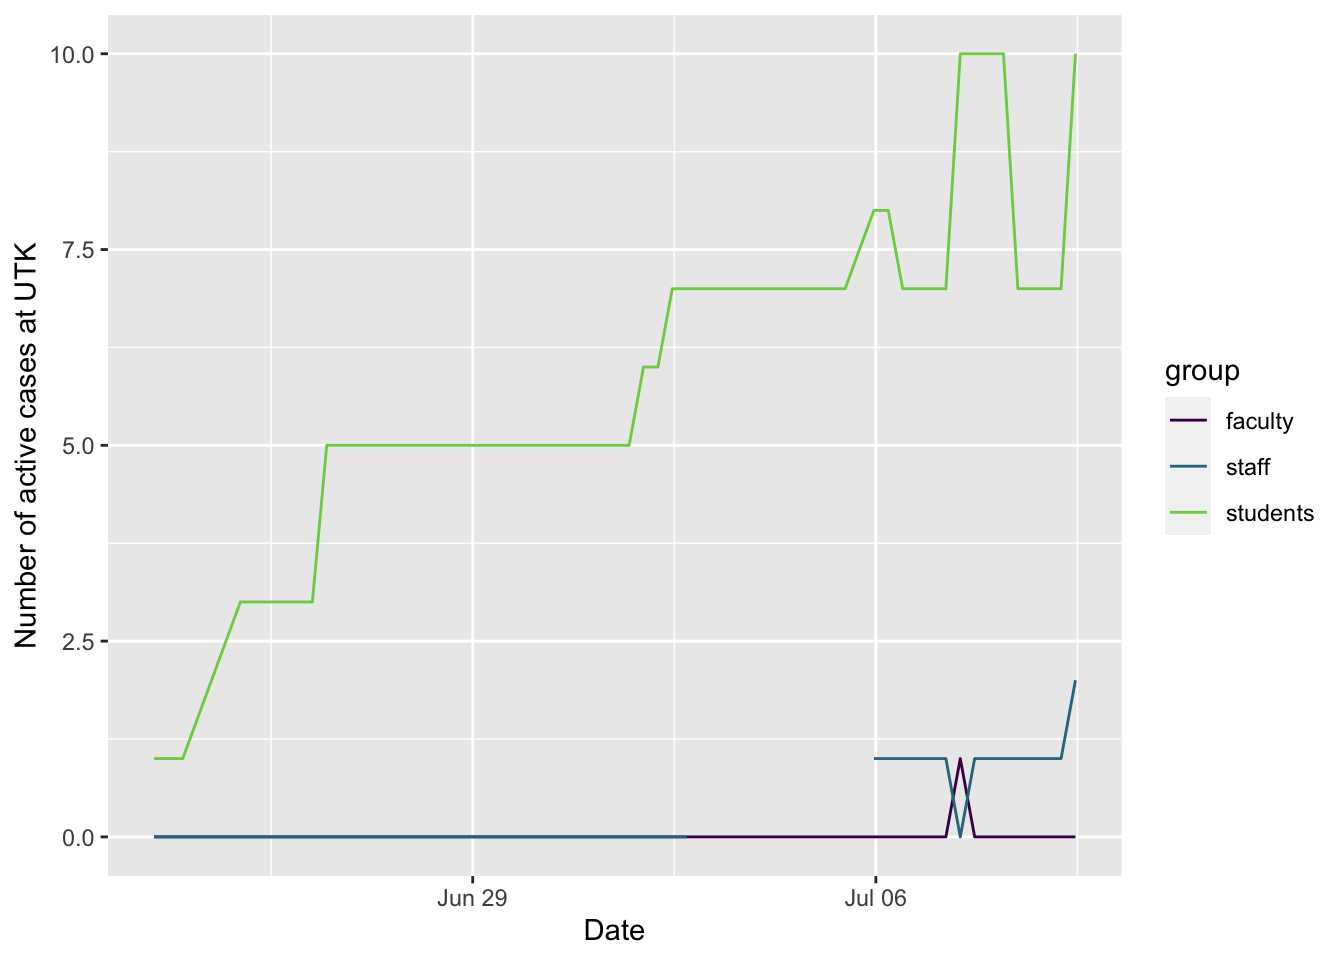 10.0
7.5
5.0
2.5
0.0
Number of active cases at UTK
Jun 29
Jul 06
Date
group
faculty
staff
students